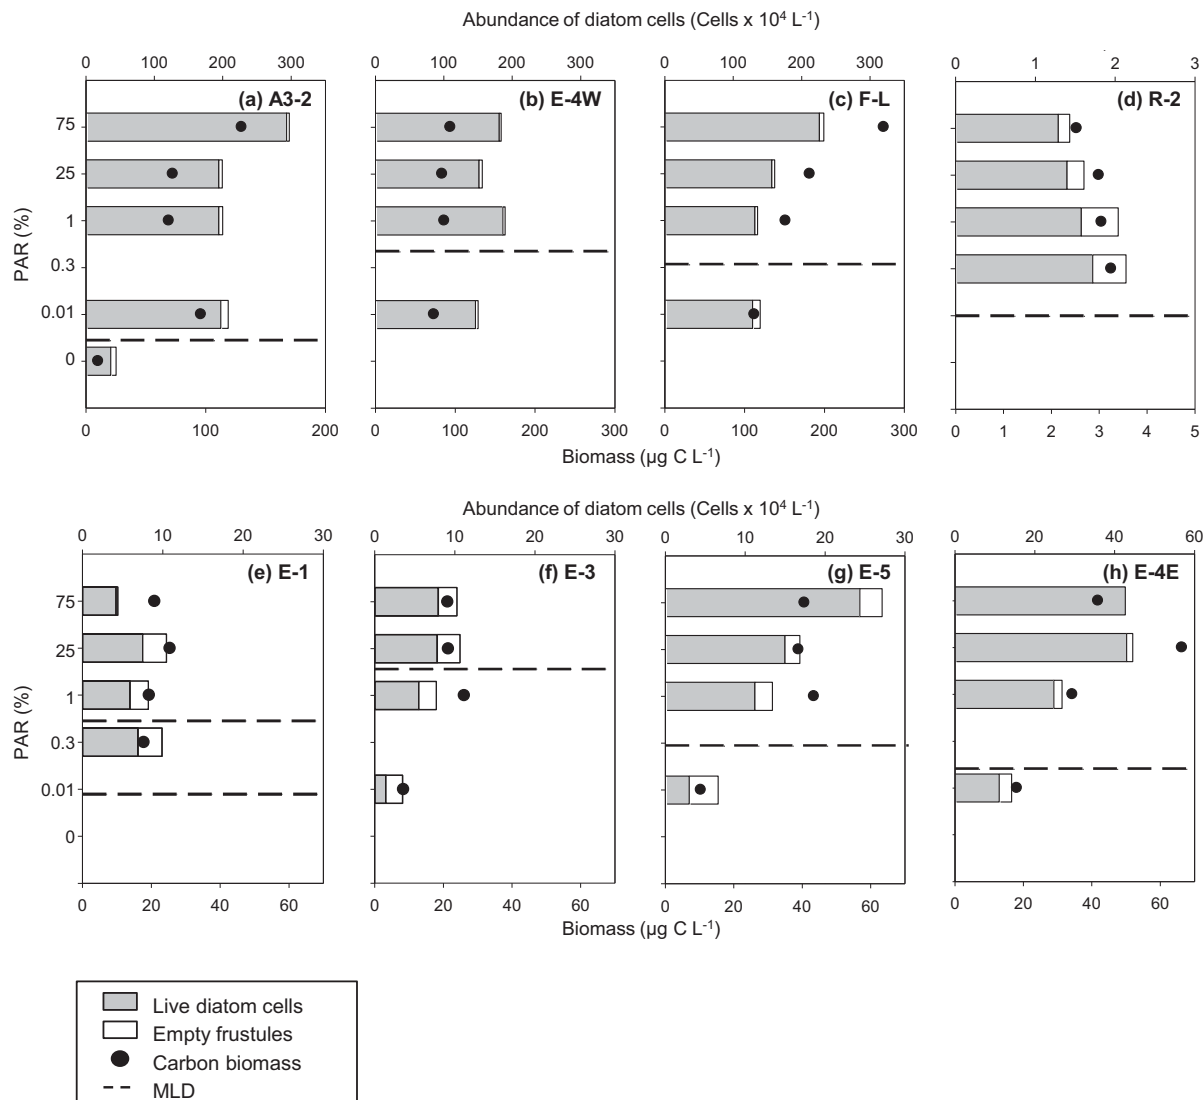 Abundance of diatom cells (Cells x 10⁴ L⁻¹)
0 100 200 300 0 100 200 300 0 100 200 300 0 1 2 3
(a) A3-2 (b) E-4W (c) F-L (d) R-2
75
25
1
0.3
0.01
0
PAR (%)
0 100 200 0 100 200 300 0 100 200 300 0 1 2 3 4 5
Biomass (µg C L⁻¹)
Abundance of diatom cells (Cells x 10⁴ L⁻¹)
0 10 20 30 0 10 20 30 0 10 20 30 0 10 20 30 40 50 60
(e) E-1 (f) E-3 (g) E-5 (h) E-4E
75
25
1
0.3
0.01
0
PAR (%)
0 20 40 60 0 20 40 60 0 20 40 60 0 20 40 60
Biomass (µg C L⁻¹)
Live diatom cells
Empty frustules
Carbon biomass
MLD